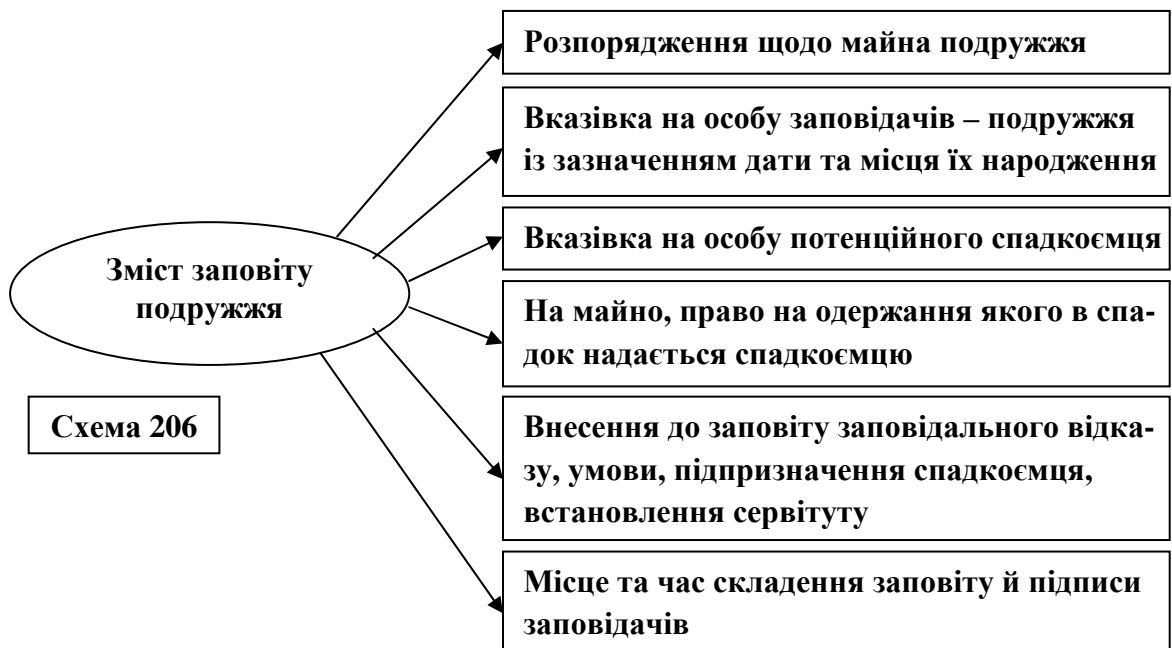 Розпорядження щодо майна подружжя
Вказівка на особу заповідачів – подружжя
із зазначенням дати та місця їх народження
Вказівка на особу потенційного спадкоємця
Зміст заповіту
подружжя
На майно, право на одержання якого в спа-
док надається спадкоємцю
Схема 206
Внесення до заповіту заповідального відка-
зу, умови, підпризначення спадкоємця,
встановлення сервітуту
Місце та час складення заповіту й підписи
заповідачів